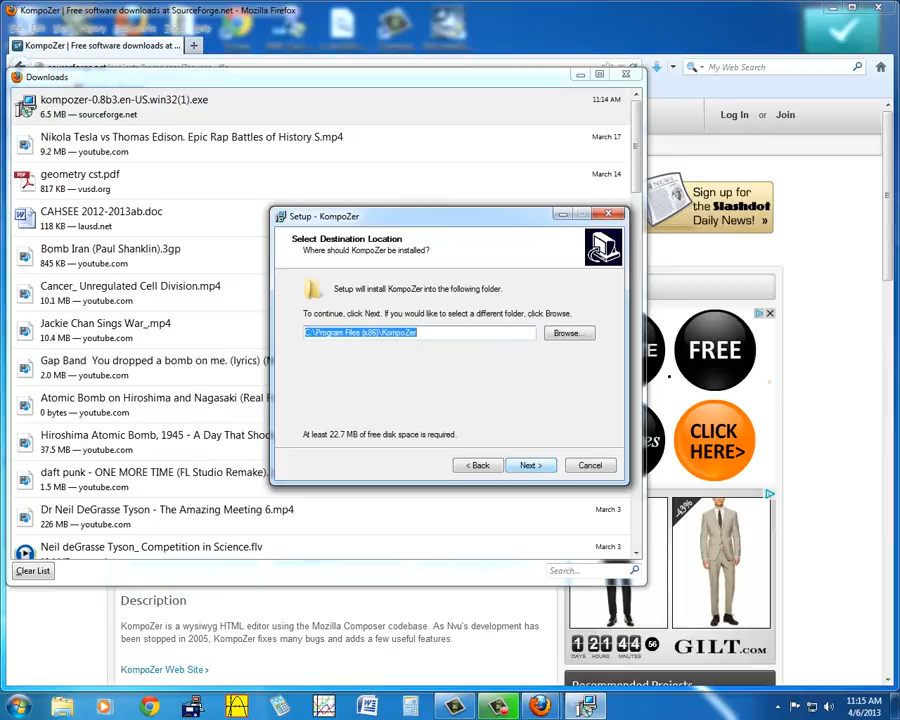 KompoZer | Free software downloads at SourceForge.net - Mozilla Firefox
KompoZer | Free software downloads at ...
My Web Search
Downloads
kompozer-0.8b3.en-US.win32(1).exe
11:14 AM
6.5 MB — sourceforge.net
Nikola Tesla vs Thomas Edison. Epic Rap Battles of History S.mp4
March 17
9.2 MB — youtube.com
geometry cst.pdf
March 14
817 KB — vusd.org
CAHSEE 2012-2013ab.doc
118 KB — lausd.net
Bomb Iran (Paul Shanklin).3gp
845 KB — youtube.com
Cancer_ Unregulated Cell Division.mp4
10.1 MB — youtube.com
Jackie Chan Sings War_.mp4
10.4 MB — youtube.com
Gap Band  You dropped a bomb on me. (lyrics) (
2.0 MB — youtube.com
Atomic Bomb on Hiroshima and Nagasaki (Real
0 bytes — youtube.com
Hiroshima Atomic Bomb, 1945 - A Day That Shoc
37.5 MB — youtube.com
daft punk - ONE MORE TIME (FL Studio Remake).
1.5 MB — youtube.com
Dr Neil DeGrasse Tyson - The Amazing Meeting 6.mp4
March 3
226 MB — youtube.com
Neil deGrasse Tyson_ Competition in Science.flv
March 3
Clear List
Search...
Setup - KompoZer
Select Destination Location
Where should KompoZer be installed?
Setup will install KompoZer into the following folder.
To continue, click Next. If you would like to select a different folder, click Browse.
C:\Program Files (x86)\KompoZer
Browse...
At least 22.7 MB of free disk space is required.
< Back
Next >
Cancel
Log In or Join
Sign up for
the Slashdot
Daily News! »
FREE
CLICK
HERE>
-43%
1 21 44 56
DAYS HOURS MINUTES
GILT.COM
Recommended Projects
Description
KompoZer is a wysiwyg HTML editor using the Mozilla Composer codebase. As Nvu's development has
been stopped in 2005, KompoZer fixes many bugs and adds a few useful features.
KompoZer Web Site >
11:15 AM
4/6/2013